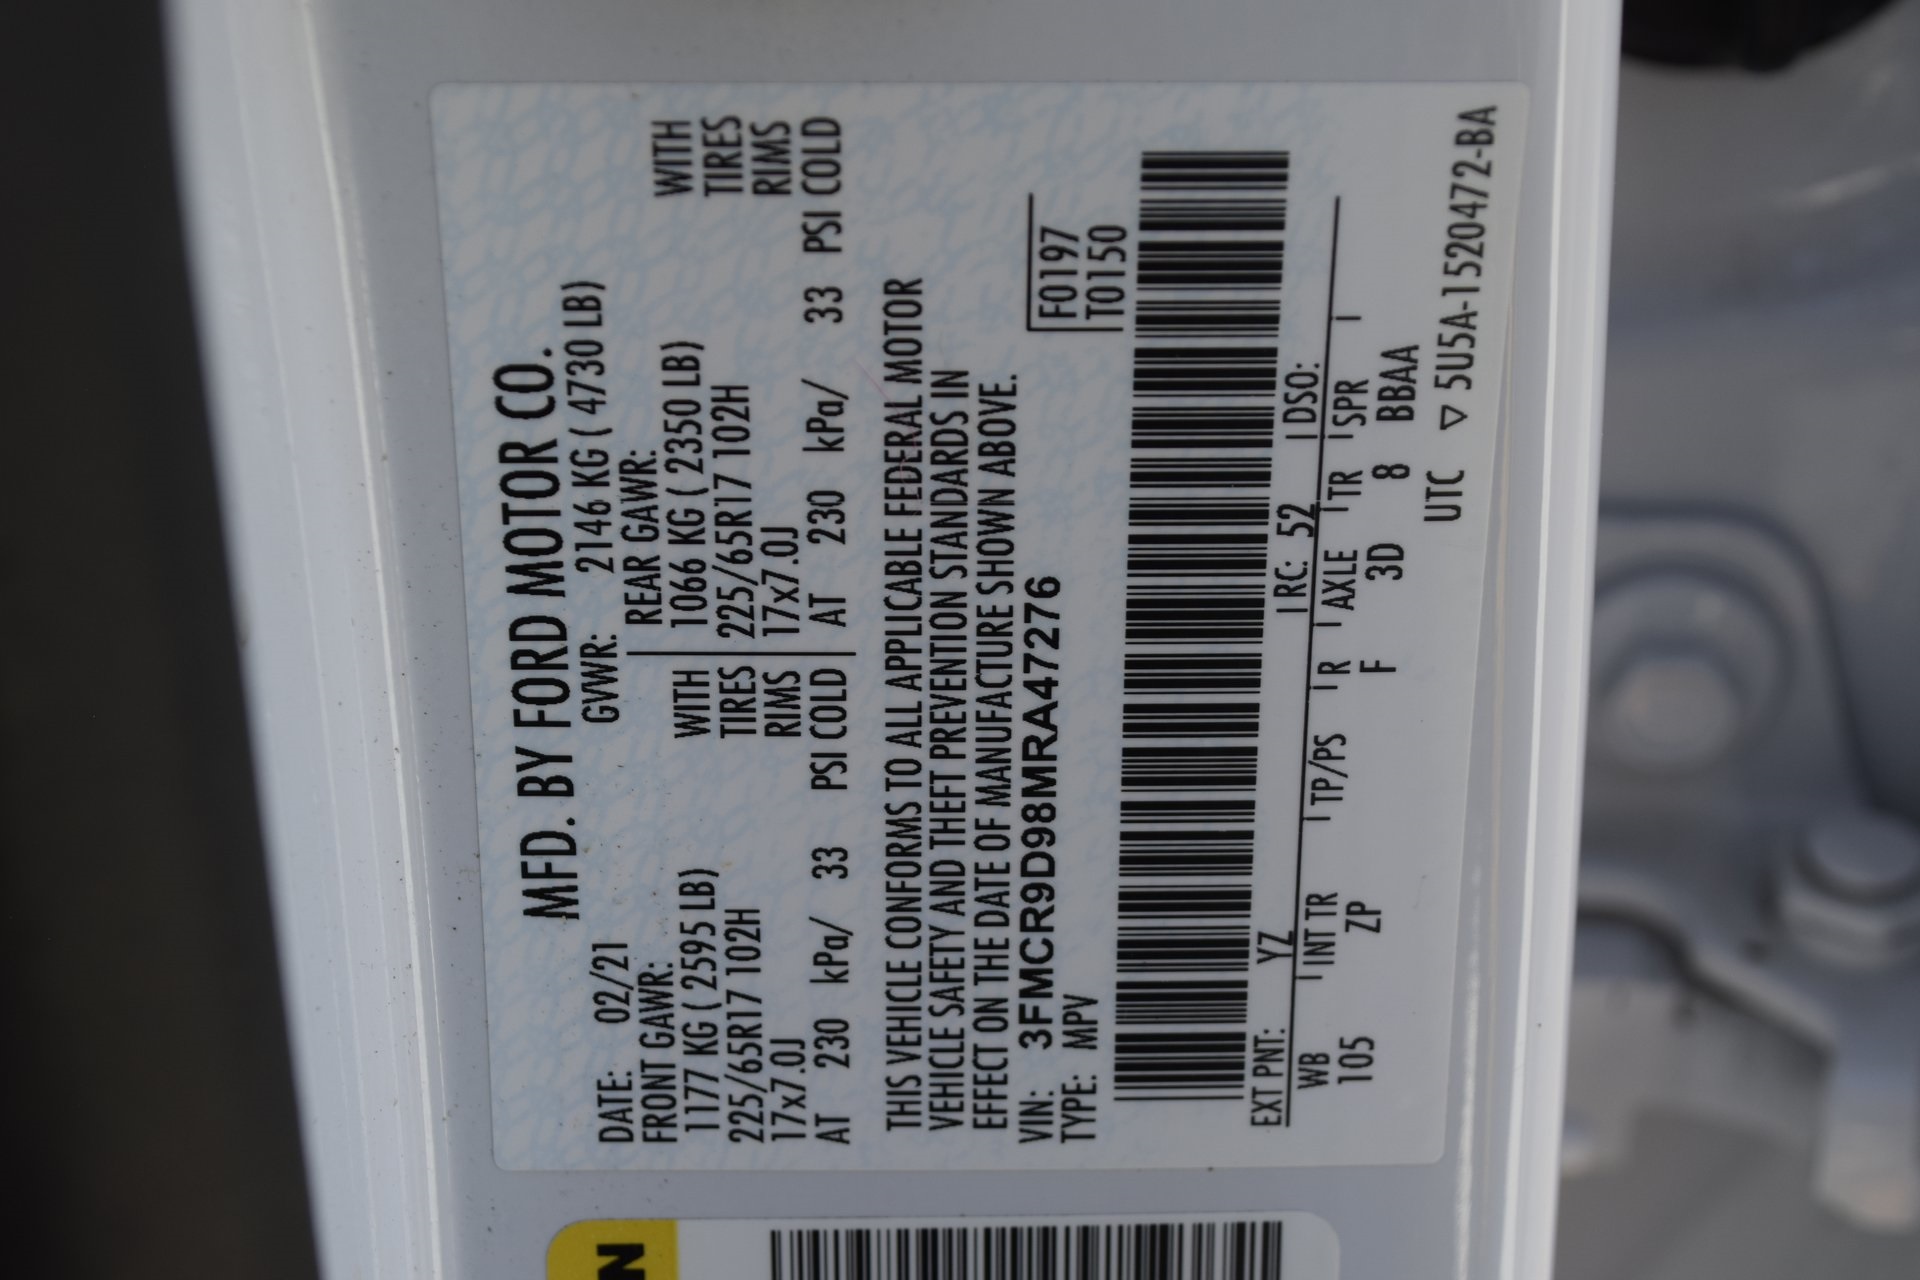 MFD. BY FORD MOTOR CO.
DATE: 02/21 GVWR: 2146 KG ( 4730 LB)
FRONT GAWR: REAR GAWR:
1177 KG ( 2595 LB) WITH 1066 KG ( 2350 LB) WITH
225/65R17 102H TIRES 225/65R17 102H TIRES
17x7.0J RIMS 17x7.0J RIMS
AT 230 kPa/ 33 PSI COLD AT 230 kPa/ 33 PSI COLD
THIS VEHICLE CONFORMS TO ALL APPLICABLE FEDERAL MOTOR
VEHICLE SAFETY AND THEFT PREVENTION STANDARDS IN
EFFECT ON THE DATE OF MANUFACTURE SHOWN ABOVE.
VIN: 3FMCR9D98MRA47276 F0197
TYPE: MPV T0150
EXT PNT: YZ RC: 52 DSO:
WB INT TR TP/PS R AXLE TR SPR
105 ZP F 3D 8 BBAA
UTC ▽ 5U5A-1520472-BA
N